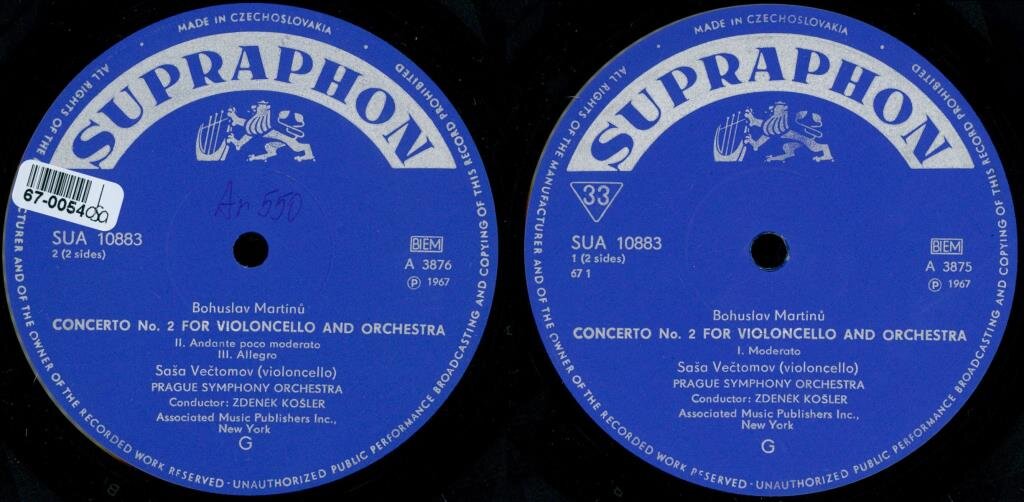 MADE IN CZECHOSLOVAKIA
SUPRAPHON
67-0054
An 550
SUA 10883
2 (2 sides)
BIEM
A 3876
Ⓟ 1967
Bohuslav Martinů
CONCERTO No. 2 FOR VIOLONCELLO AND ORCHESTRA
II. Andante poco moderato
III. Allegro
Saša Večtomov (violoncello)
PRAGUE SYMPHONY ORCHESTRA
Conductor: ZDENĚK KOŠLER
Associated Music Publishers Inc.,
New York
G
ALL RIGHTS OF THE
CTURER AND OF THE OWNER OF THE RECORDED WORK RESERVED - UNAUTHORIZED PUBLIC PERFORMANCE BROADCASTING AND COPYING OF THIS RECORD PROHIBITED
MADE IN CZECHOSLOVAKIA
SUPRAPHON
33
SUA 10883
1 (2 sides)
67 1
BIEM
A 3875
Ⓟ 1967
Bohuslav Martinů
CONCERTO No. 2 FOR VIOLONCELLO AND ORCHESTRA
I. Moderato
Saša Večtomov (violoncello)
PRAGUE SYMPHONY ORCHESTRA
Conductor: ZDENĚK KOŠLER
Associated Music Publishers Inc.,
New York
G
ALL RIGHTS OF THE MANUFACTURER AND OF THE OWNER OF THE RECORDED WORK RESERVED - UNAUTHORIZED PUBLIC PERFORMANCE BROADCASTING AND COPYING OF THIS RECORD PROHIBITED